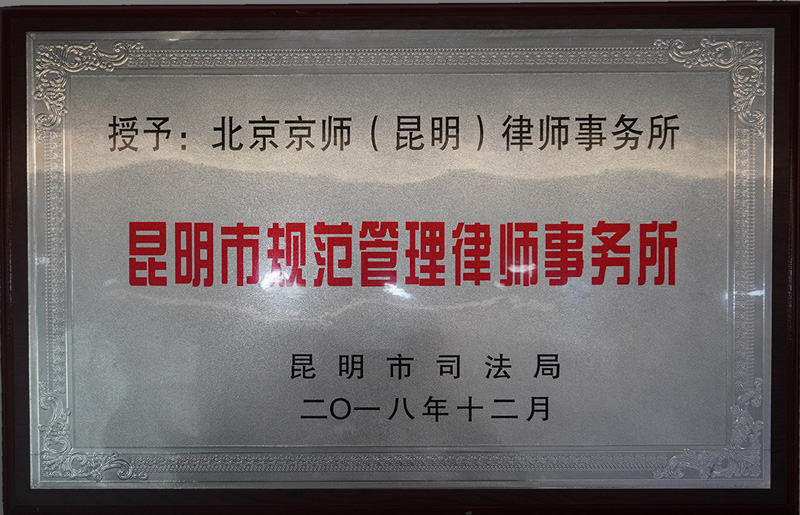 授予：北京京师（昆明）律师事务所
昆明市规范管理律师事务所
昆明市司法局
二〇一八年十二月